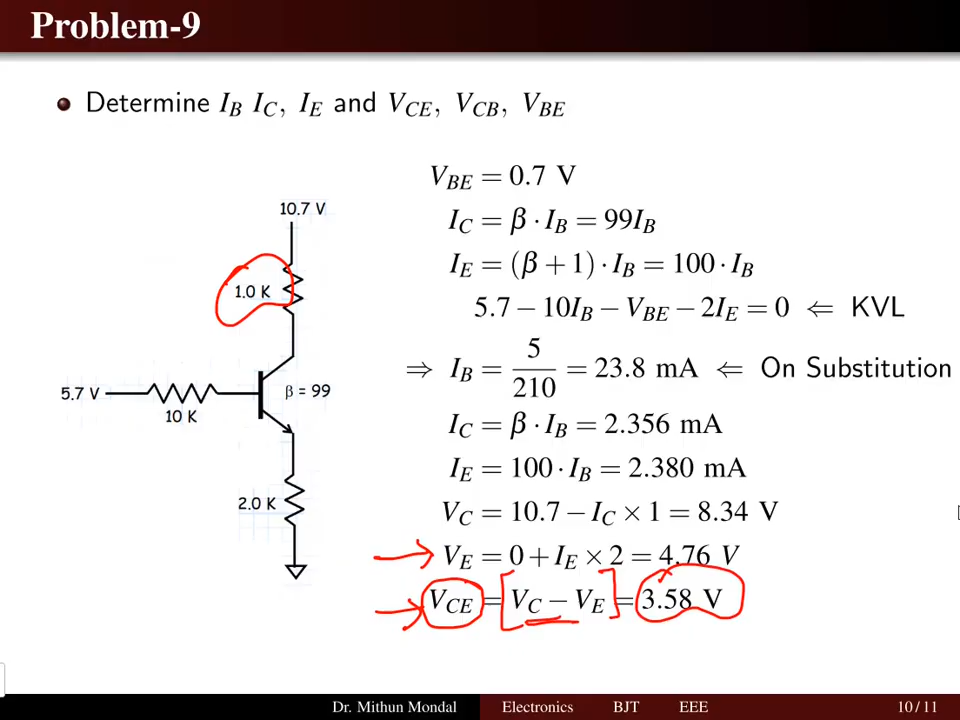 Problem-9
Determine I_B I_C, I_E and V_CE, V_CB, V_BE
10.7 V
1.0 K
5.7 V
10 K
β = 99
2.0 K
V_BE = 0.7 V
I_C = β · I_B = 99I_B
I_E = (β + 1) · I_B = 100 · I_B
5.7 − 10I_B − V_BE − 2I_E = 0 ⇐ KVL
⇒ I_B = 5/210 = 23.8 mA ⇐ On Substitution
I_C = β · I_B = 2.356 mA
I_E = 100 · I_B = 2.380 mA
V_C = 10.7 − I_C × 1 = 8.34 V
V_E = 0 + I_E × 2 = 4.76 V
V_CE = [V_C − V_E] = 3.58 V
Dr. Mithun Mondal Electronics BJT EEE 10 / 11